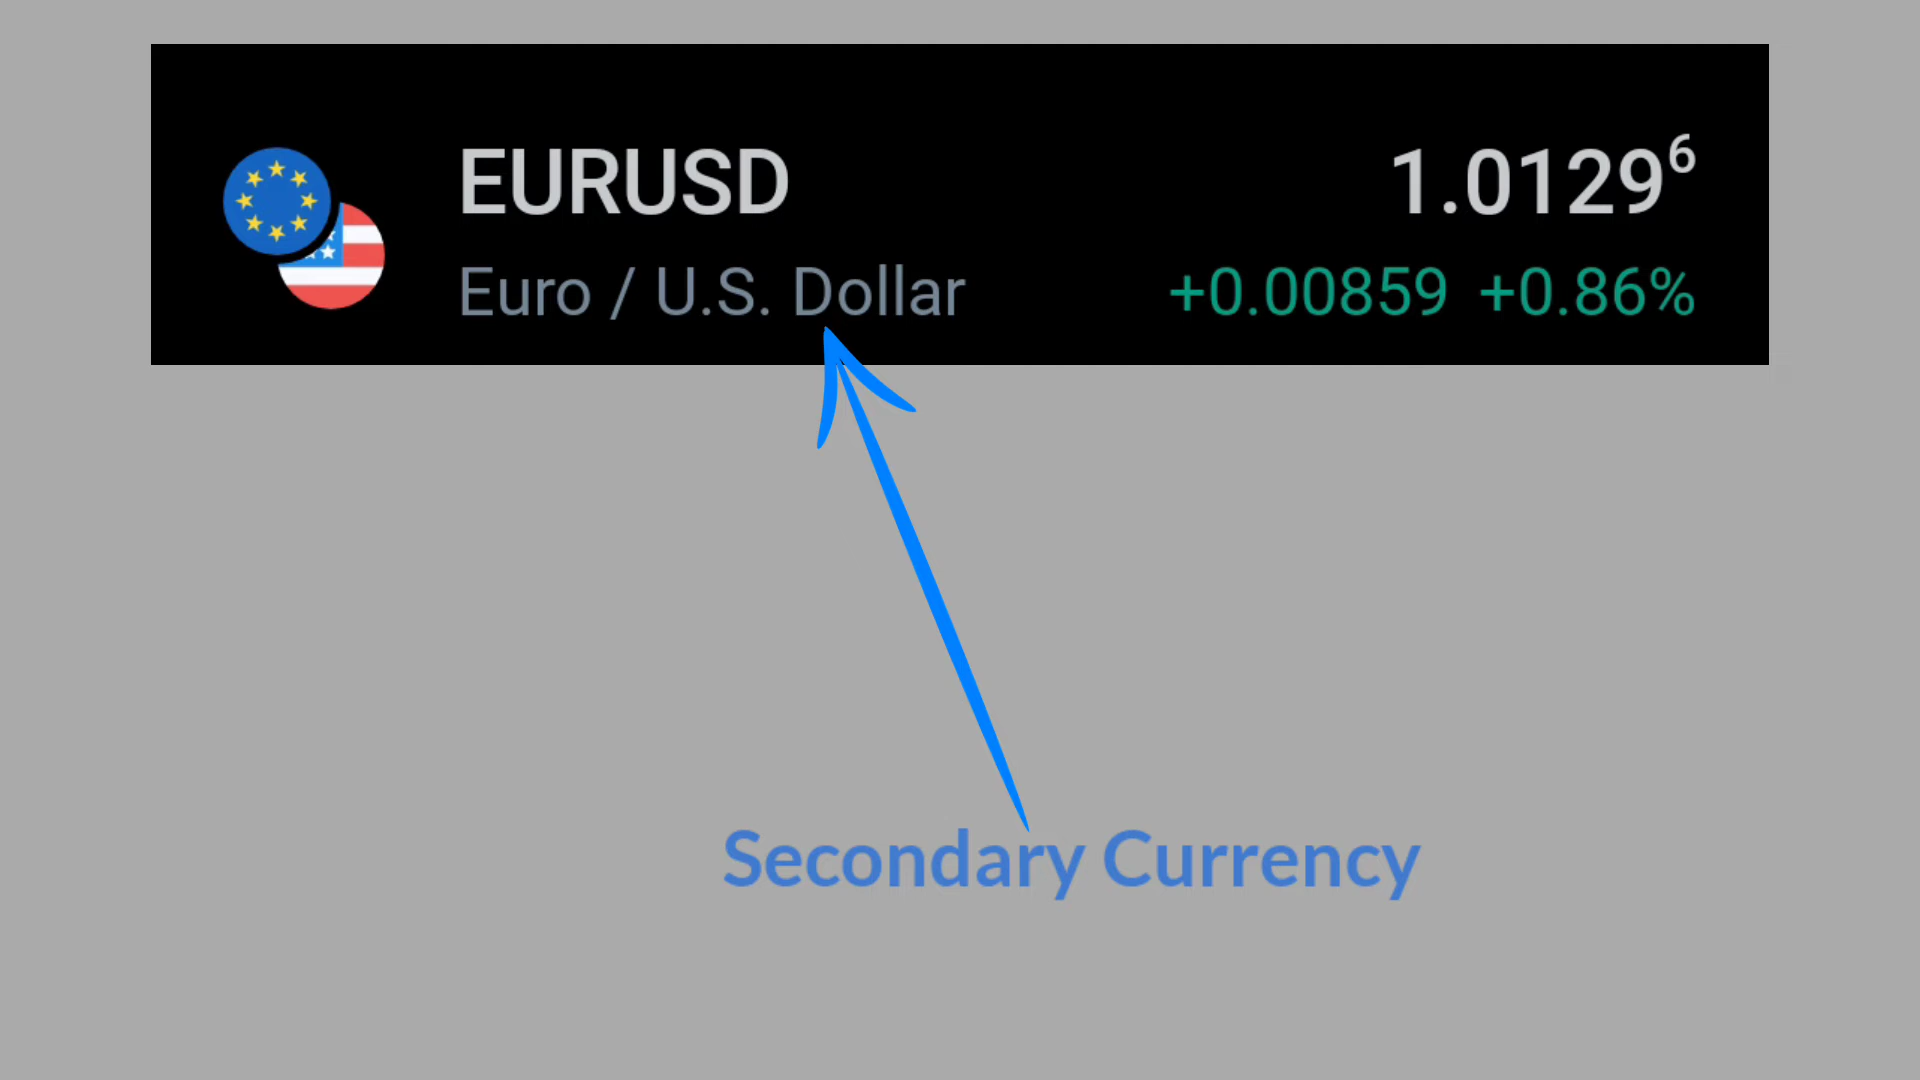 EURUSD 1.01296
Euro / U.S. Dollar +0.00859 +0.86%
Secondary Currency